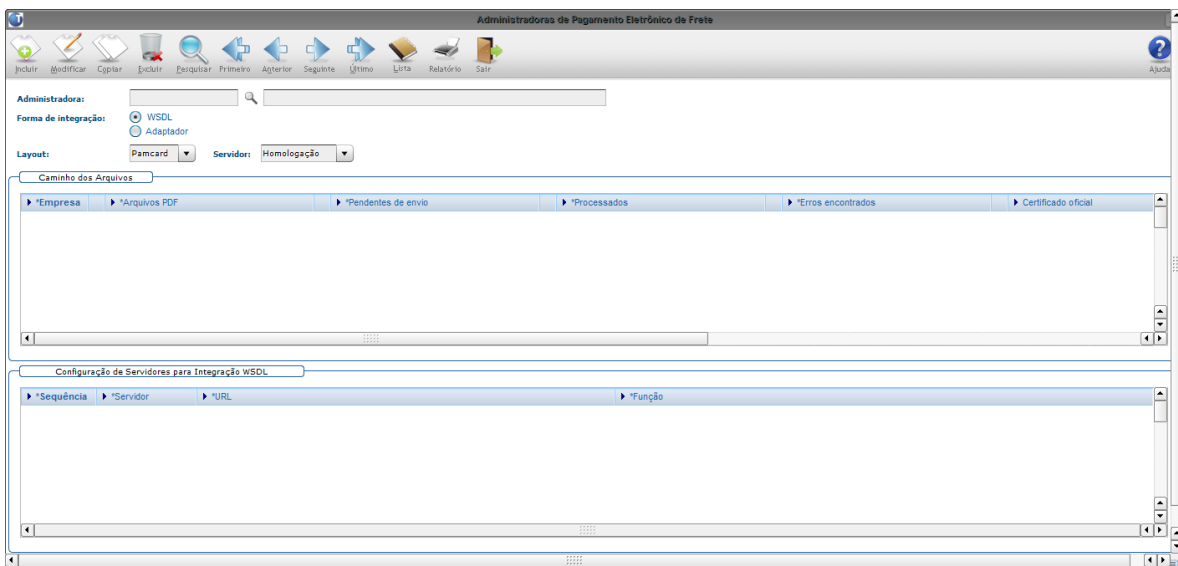 Administradoras de Pagamento Eletrônico de Frete
Incluir Modificar Copiar Excluir Pesquisar Primeiro Anterior Seguinte Último Lista Relatório Sair Ajuda
Administradora:
Forma de integração: WSDL
Adaptador
Layout: Pamcard Servidor: Homologação
Caminho dos Arquivos
*Empresa *Arquivos PDF *Pendentes de envio *Processados *Erros encontrados Certificado oficial
Configuração de Servidores para Integração WSDL
*Sequência *Servidor *URL *Função